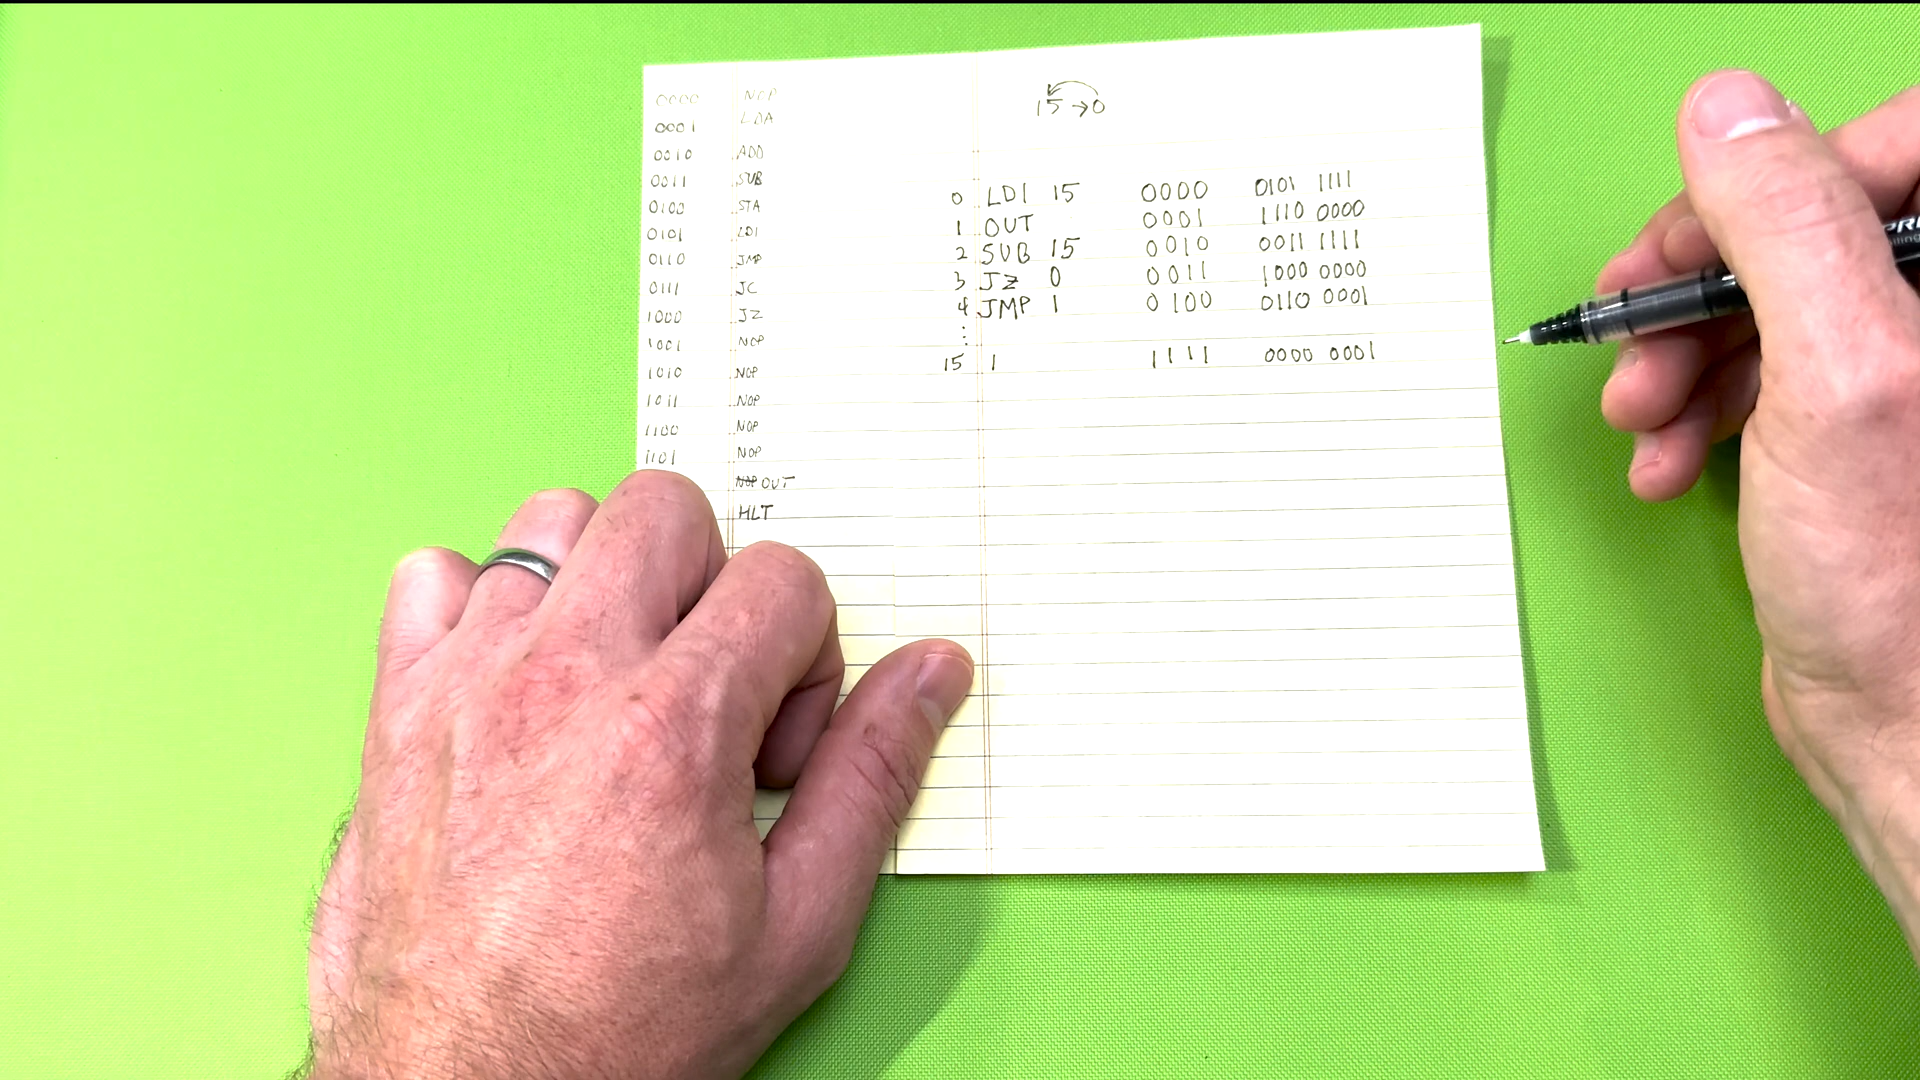 0000 NOP
0001 LDA
0010 ADD
0011 SUB
0100 STA
0101 LDI
0110 JMP
0111 JC
1000 JZ
1001 NOP
1010 NOP
1011 NOP
1100 NOP
1101 NOP
NOP OUT
HLT
15 → 0
0 LDI 15 0000 0101 1111
1 OUT 0001 1110 0000
2 SUB 15 0010 0011 1111
3 JZ 0 0011 1000 0000
4 JMP 1 0100 0110 0001
⋮
15 1 1111 0000 0001